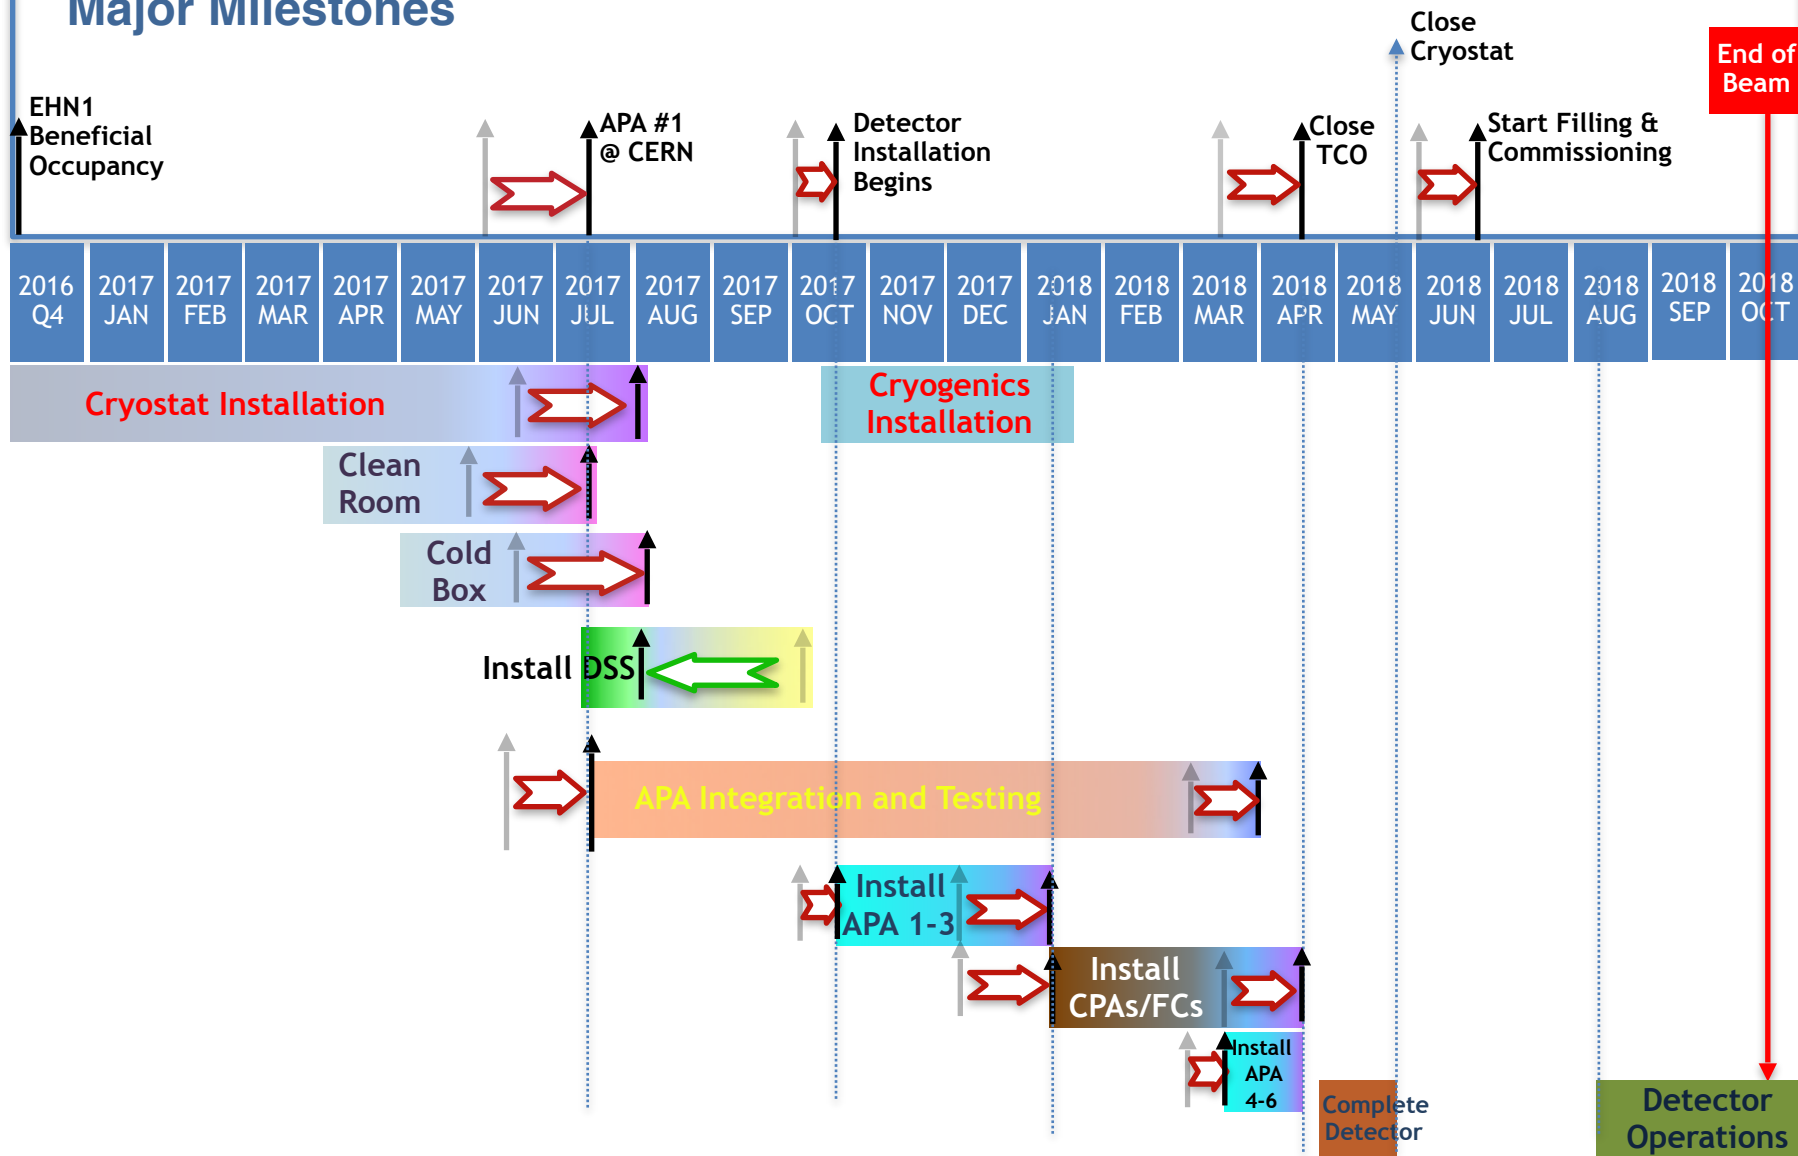 Major Milestones
Close
Cryostat
End of
Beam
EHN1
Beneficial
Occupancy
APA #1
@ CERN
Detector
Installation
Begins
Close
TCO
Start Filling &
Commissioning
2016
Q4
2017
JAN
2017
FEB
2017
MAR
2017
APR
2017
MAY
2017
JUN
2017
JUL
2017
AUG
2017
SEP
2017
OCT
2017
NOV
2017
DEC
2018
JAN
2018
FEB
2018
MAR
2018
APR
2018
MAY
2018
JUN
2018
JUL
2018
AUG
2018
SEP
2018
OCT
Cryostat Installation
Cryogenics
Installation
Clean
Room
Cold
Box
Install DSS
APA Integration and Testing
Install
APA 1-3
Install
CPAs/FCs
Install
APA
4-6
Complete
Detector
Detector
Operations